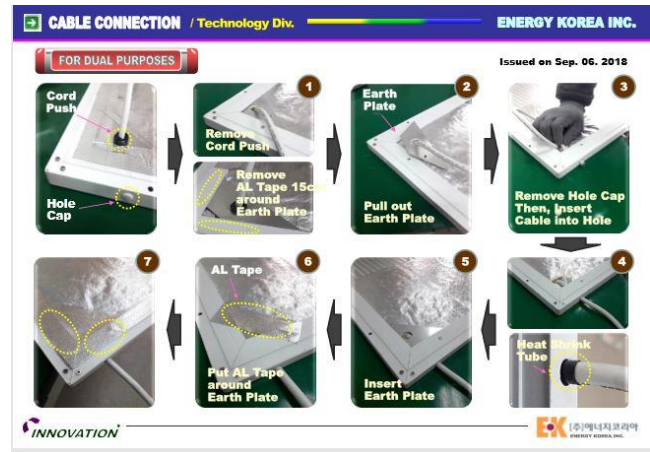 CABLE CONNECTION / Technology Div.
ENERGY KOREA INC.
FOR DUAL PURPOSES
Issued on Sep. 06. 2018
Cord
Push
Hole
Cap
1
Remove
Cord Push
Remove
AL Tape 15cm
around
Earth Plate
2
Earth
Plate
Pull out
Earth Plate
3
Remove Hole Cap
Then, Insert
Cable into Hole
4
Heat Shrink
Tube
5
Insert
Earth Plate
6
AL Tape
Put AL Tape
around
Earth Plate
7
INNOVATION
EK
[주]에너지코리아
ENERGY KOREA INC.